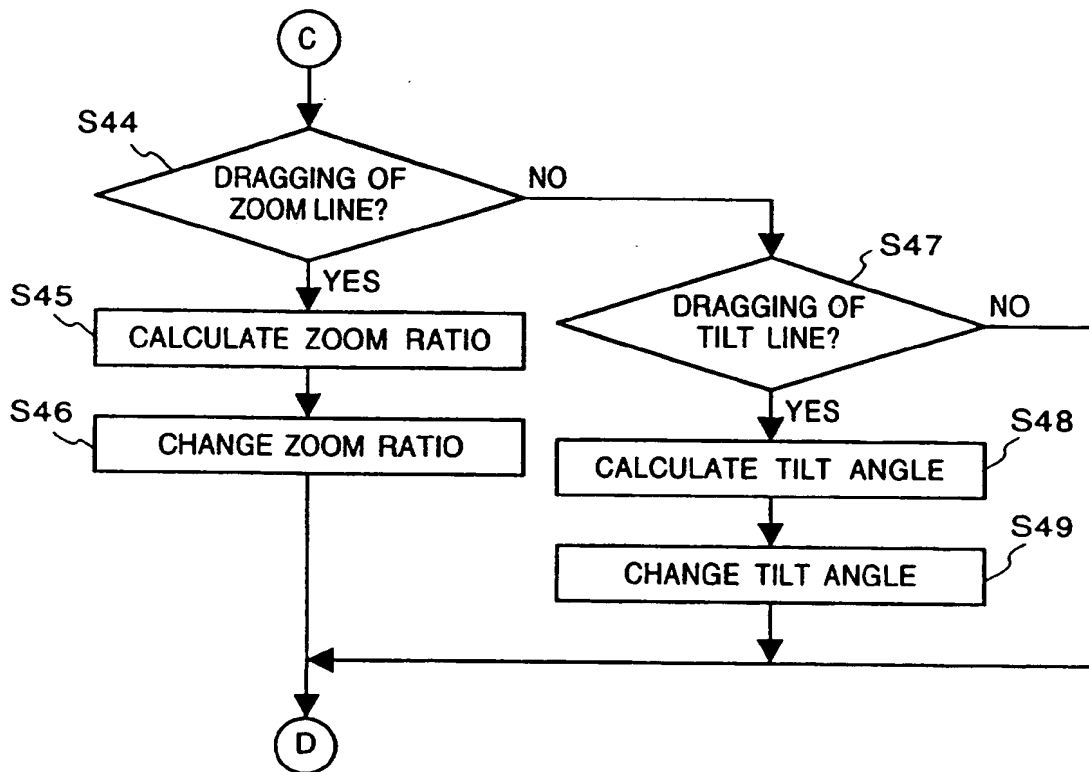 C
S44
DRAGGING OF
ZOOM LINE?
NO
YES
S45
CALCULATE ZOOM RATIO
S46
CHANGE ZOOM RATIO
S47
DRAGGING OF
TILT LINE?
NO
YES
S48
CALCULATE TILT ANGLE
S49
CHANGE TILT ANGLE
D